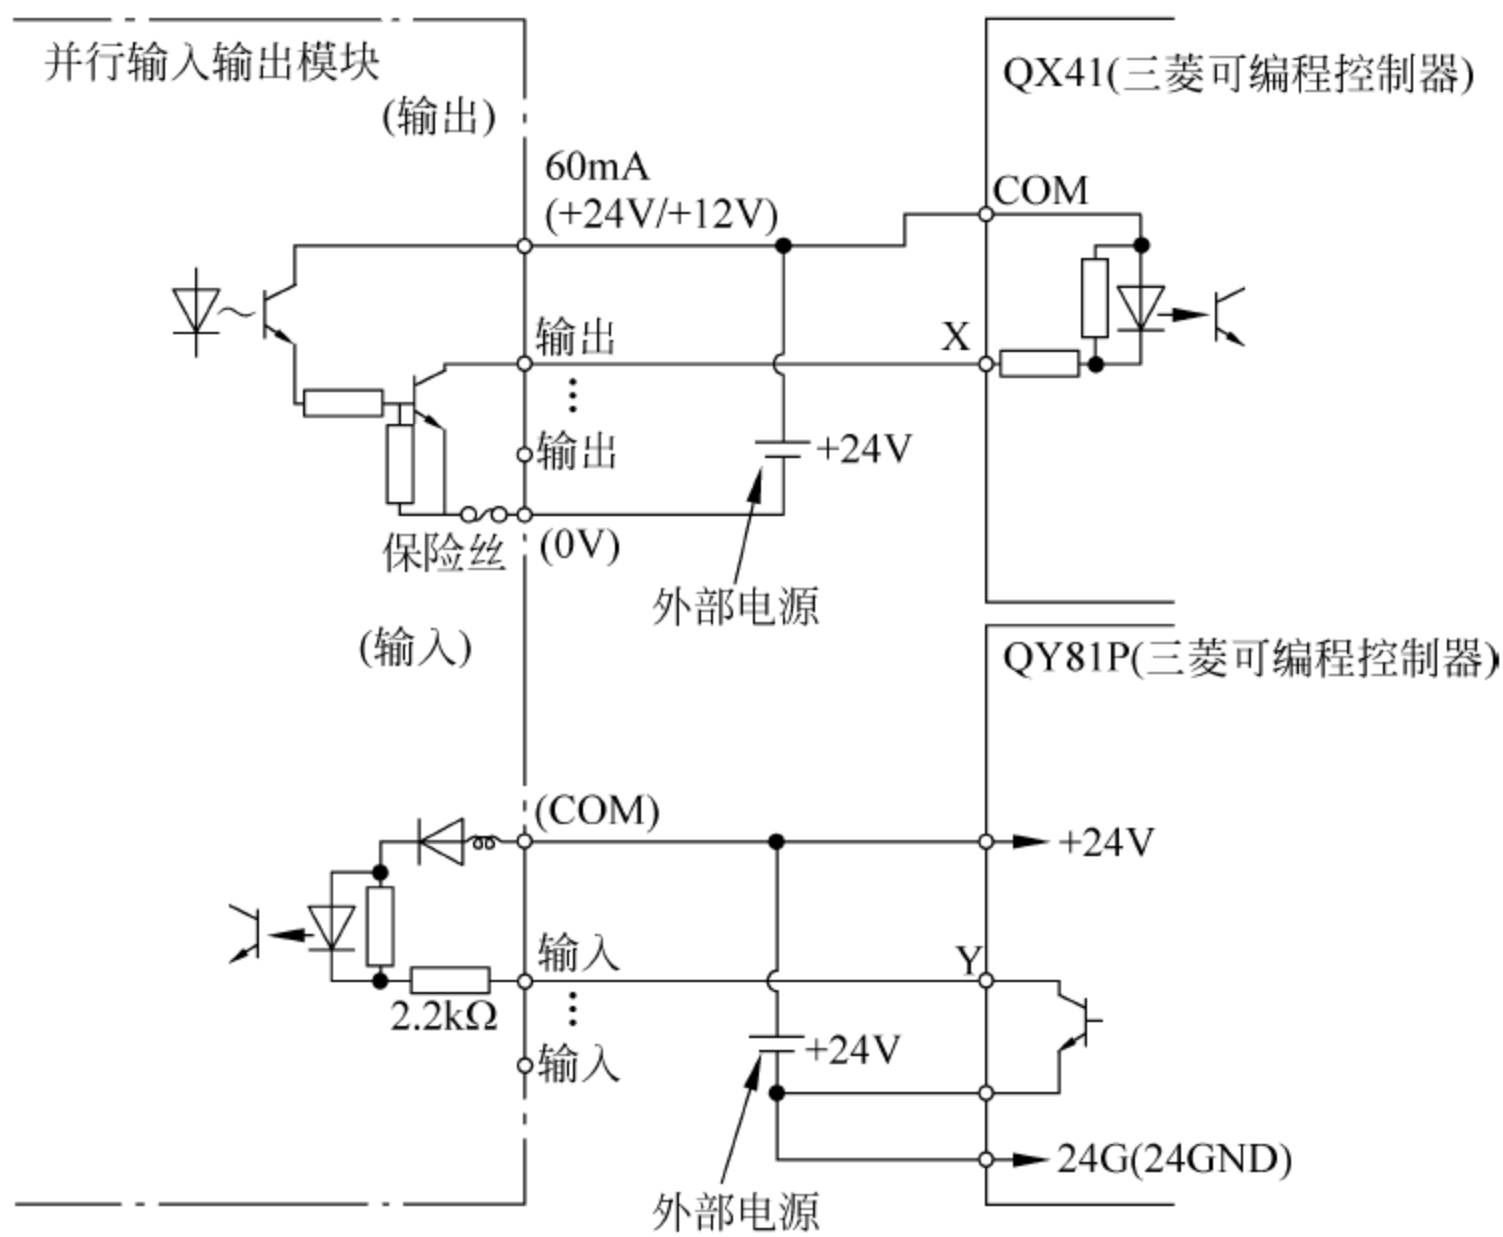 并行输入输出模块
(输出)
QX41(三菱可编程控制器)
60mA
(+24V/+12V)
COM
输出
X
输出
+24V
保险丝
(0V)
外部电源
(输入)
QY81P(三菱可编程控制器)
(COM)
+24V
输入
Y
2.2kΩ
输入
+24V
24G(24GND)
外部电源